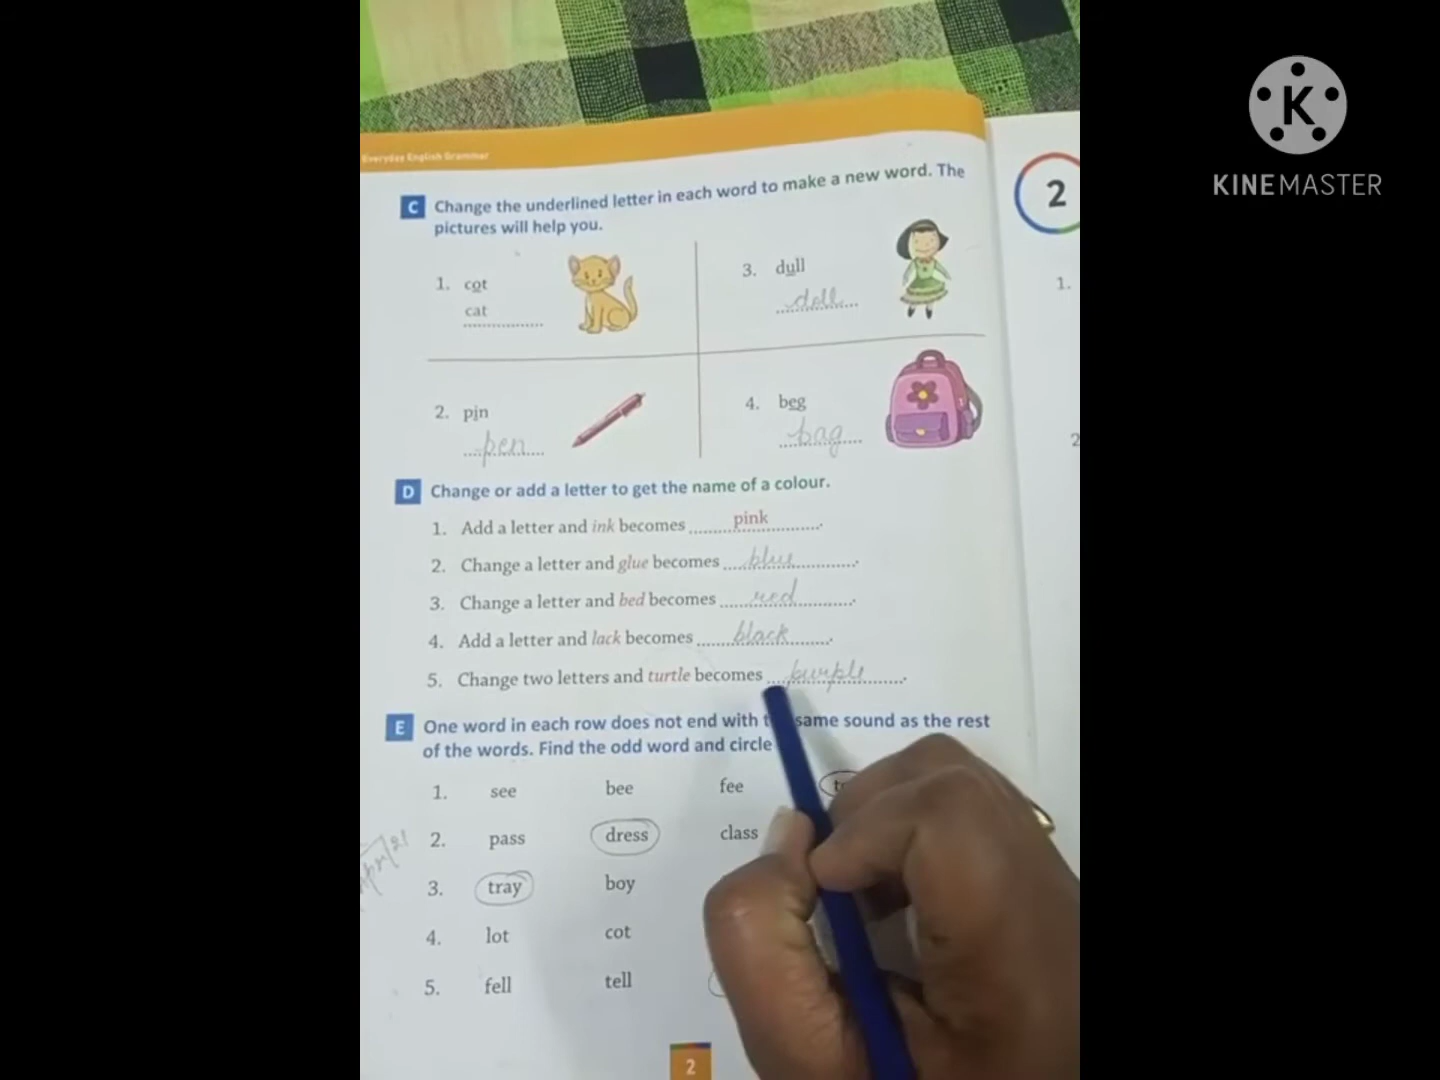 KINEMASTER
Everyday English Grammar
C Change the underlined letter in each word to make a new word. The
pictures will help you.
2
1. cot
cat
3. dull
doll
1.
2. pin
pen
4. beg
bag
2
D Change or add a letter to get the name of a colour.
1. Add a letter and ink becomes pink.
2. Change a letter and glue becomes blue.
3. Change a letter and bed becomes red.
4. Add a letter and lack becomes black.
5. Change two letters and turtle becomes purple.
E One word in each row does not end with same sound as the rest
of the words. Find the odd word and circle
1. see bee fee
2. pass dress class
3. tray boy
4. lot cot
5. fell tell
2